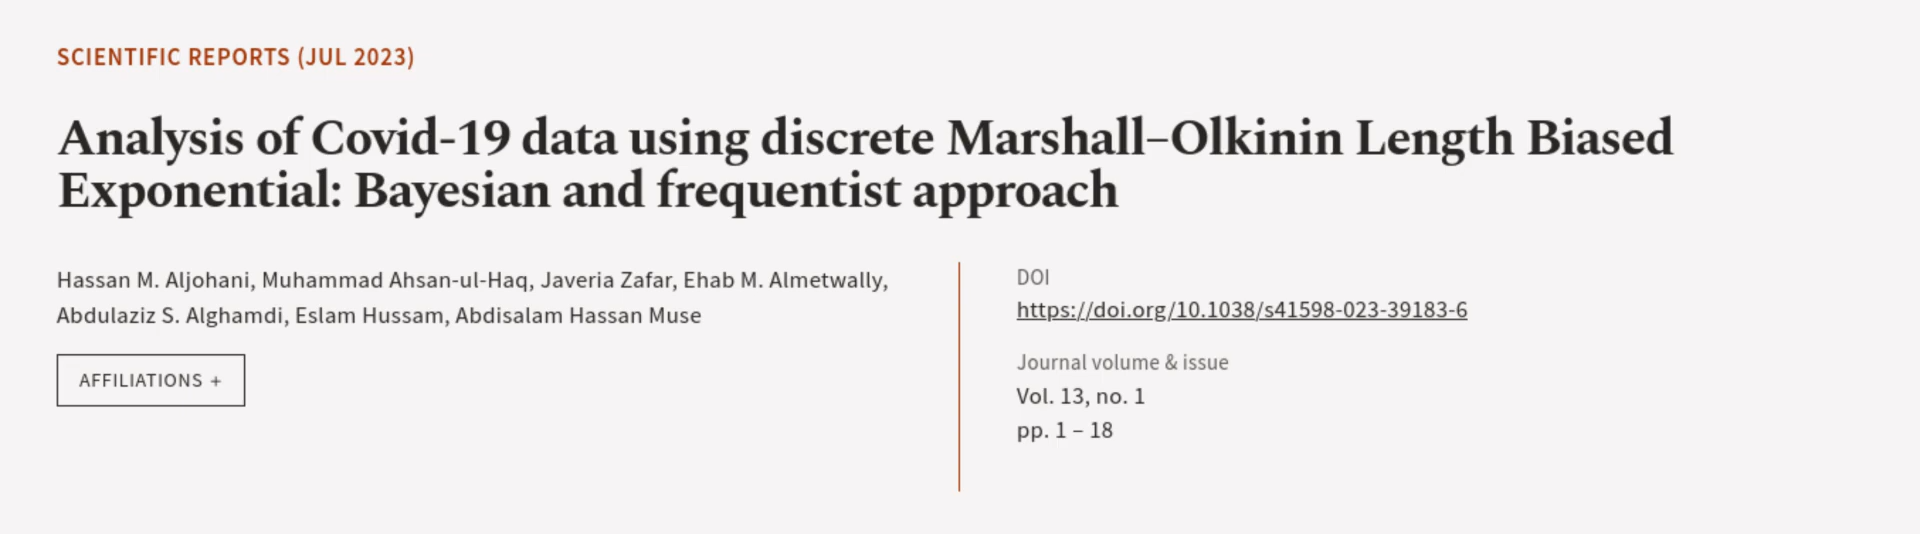 SCIENTIFIC REPORTS (JUL 2023)
Analysis of Covid-19 data using discrete Marshall–Olkinin Length Biased
Exponential: Bayesian and frequentist approach
Hassan M. Aljohani, Muhammad Ahsan-ul-Haq, Javeria Zafar, Ehab M. Almetwally,
Abdulaziz S. Alghamdi, Eslam Hussam, Abdisalam Hassan Muse
AFFILIATIONS +
DOI
https://doi.org/10.1038/s41598-023-39183-6
Journal volume & issue
Vol. 13, no. 1
pp. 1 – 18